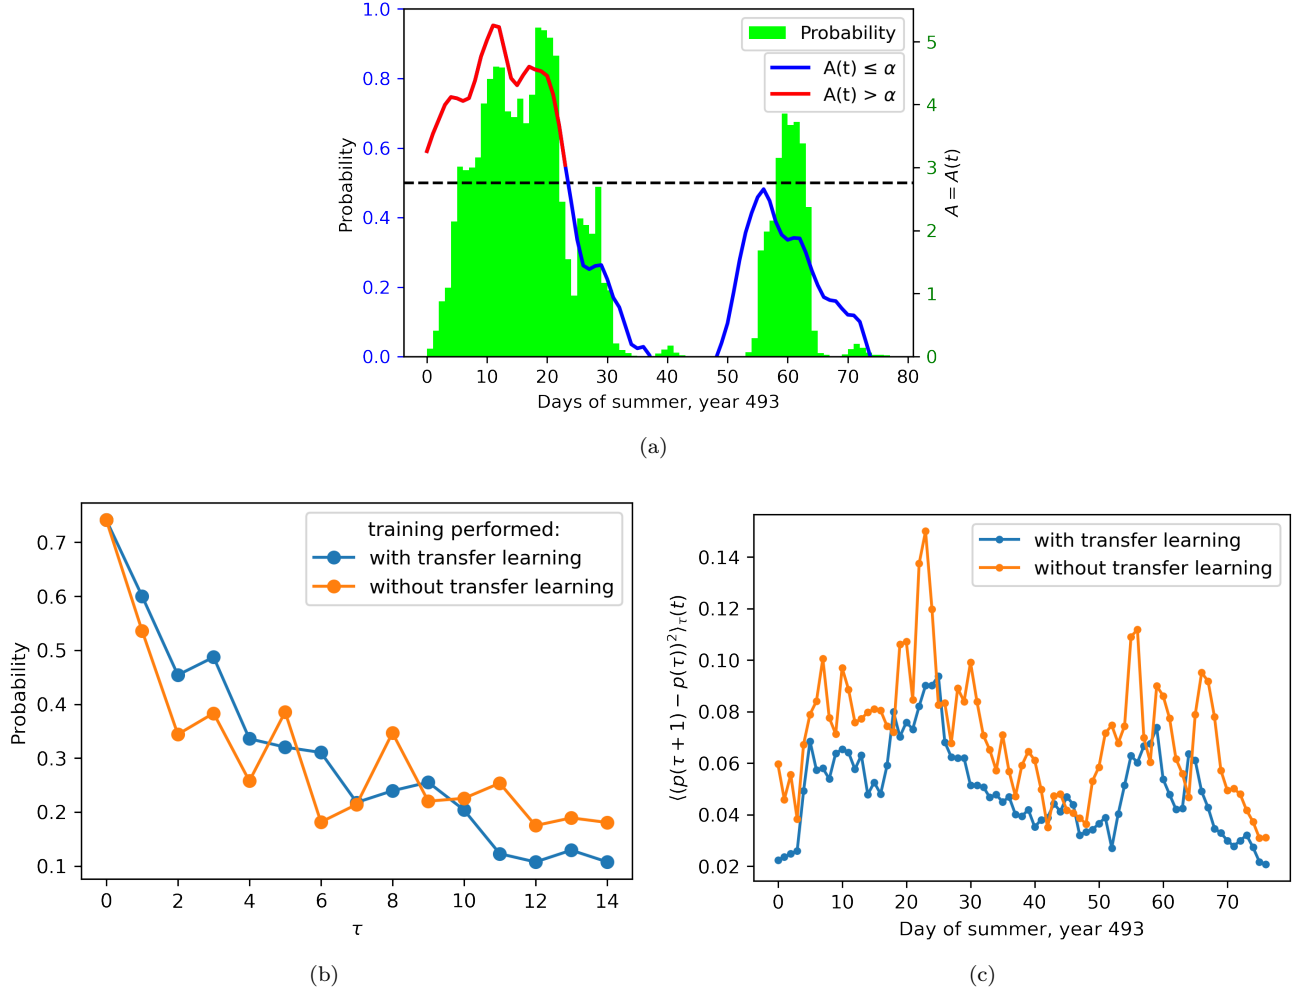 1.0
0.8
0.6
0.4
0.2
0.0
Probability
Probability
A(t) ≤ α
A(t) > α
5
4
3
2
1
0
A = A(t)
0 10 20 30 40 50 60 70 80
Days of summer, year 493
(a)
0.7
0.6
0.5
0.4
0.3
0.2
0.1
Probability
training performed:
with transfer learning
without transfer learning
0 2 4 6 8 10 12 14
τ
(b)
0.14
0.12
0.10
0.08
0.06
0.04
0.02
⟨(p(τ + 1) − p(τ))²⟩τ(t)
with transfer learning
without transfer learning
0 10 20 30 40 50 60 70
Day of summer, year 493
(c)